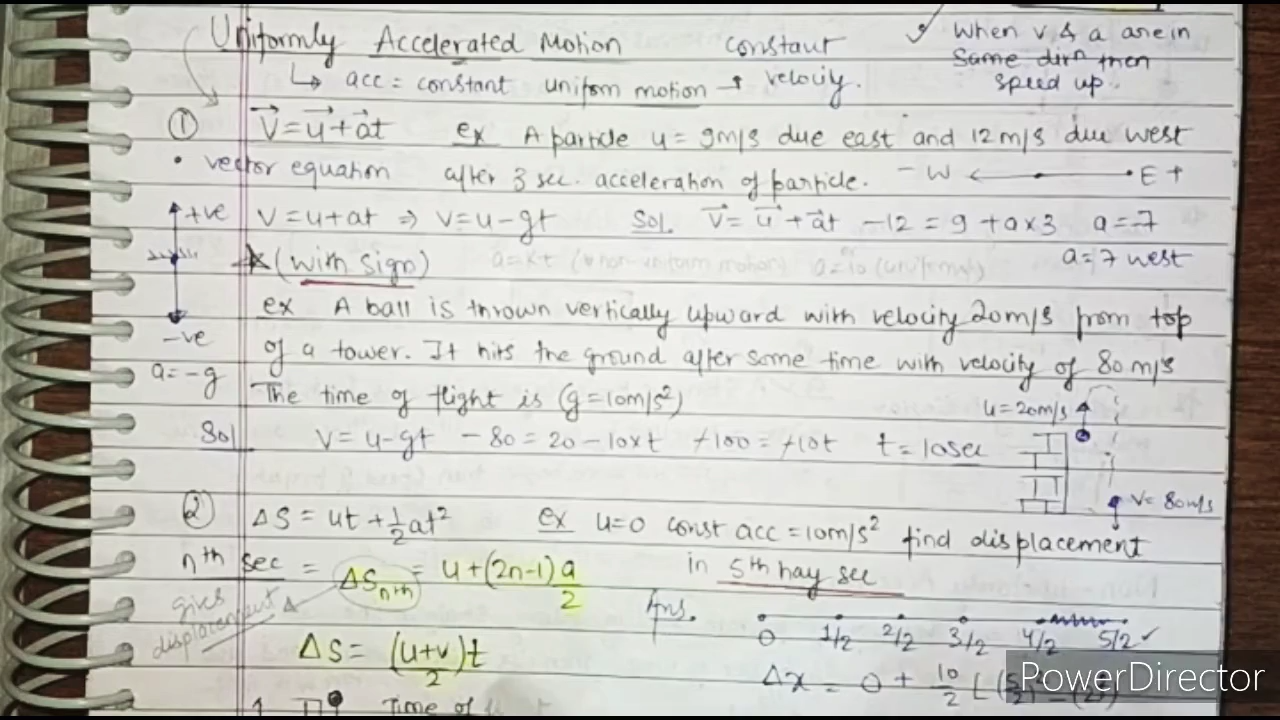 Uniformly Accelerated Motion constant
↳ acc = constant uniform motion → velocity.
✓ When v & a are in
same dirⁿ then
speed up.
① V⃗ = u⃗ + a⃗t ex A particle u = 9m/s due east and 12 m/s due west
• vector equation after 3 sec. acceleration of particle. - W ← • E +
+ve V = u + at ⇒ V = u - gt Sol. V⃗ = u⃗ + a⃗t -12 = 9 + a×3 a = -7
(with sign) a = 7 west
-ve ex A ball is thrown vertically upward with velocity 20m/s from top
of a tower. It hits the ground after some time with velocity of 80 m/s
a = -g The time of flight is (g = 10m/s²) u = 20m/s
Sol V = u - gt -80 = 20 - 10×t +100 = +10t t = 10sec
V = 80m/s
② ΔS = ut + 1/2 at² ex u = 0 const acc = 10m/s² find displacement
nth sec = ΔSnth = u + (2n-1) a/2 in 5th hay sec
gives displacement
Ans. 0 1/2 2/2 3/2 4/2 5/2 ✓
ΔS = (u+v/2)t
Δx = 0 + 10/2
Time of
PowerDirector